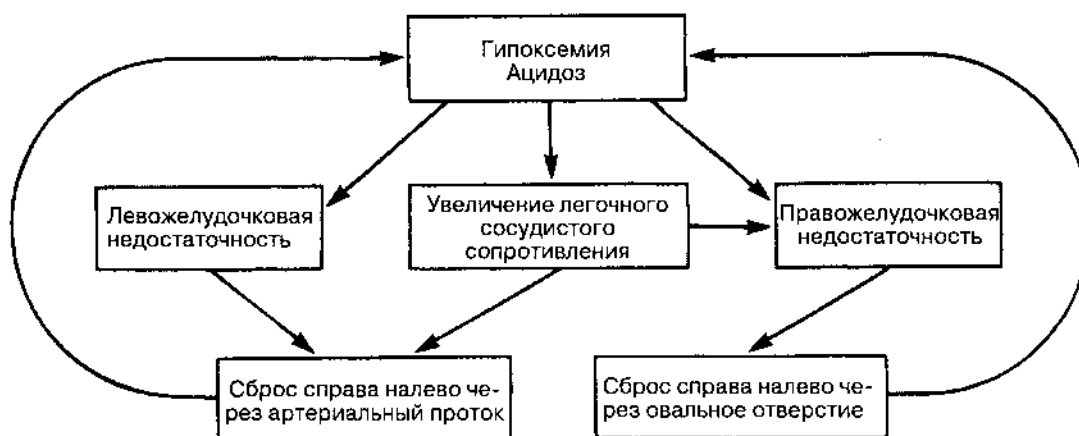 Гипоксемия
Ацидоз
Левожелудочковая
недостаточность
Увеличение легочного
сосудистого
сопротивления
Правожелудочковая
недостаточность
Сброс справа налево че-
рез артериальный проток
Сброс справа налево че-
рез овальное отверстие